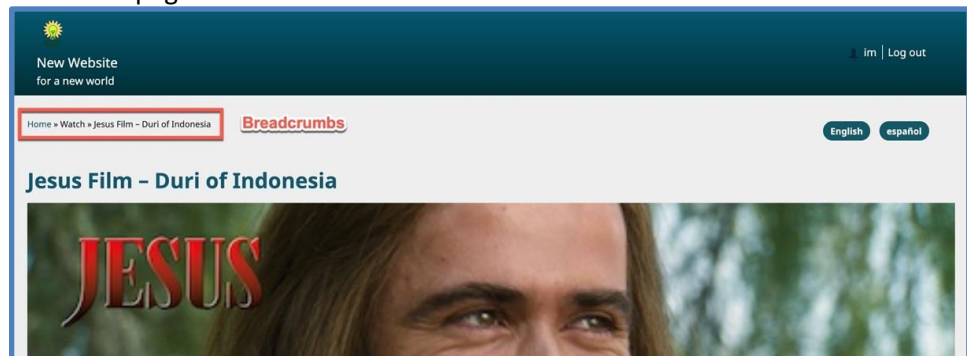 New Website
for a new world
im | Log out
Home » Watch » Jesus Film – Duri of Indonesia
Breadcrumbs
English
español
Jesus Film – Duri of Indonesia
JESUS